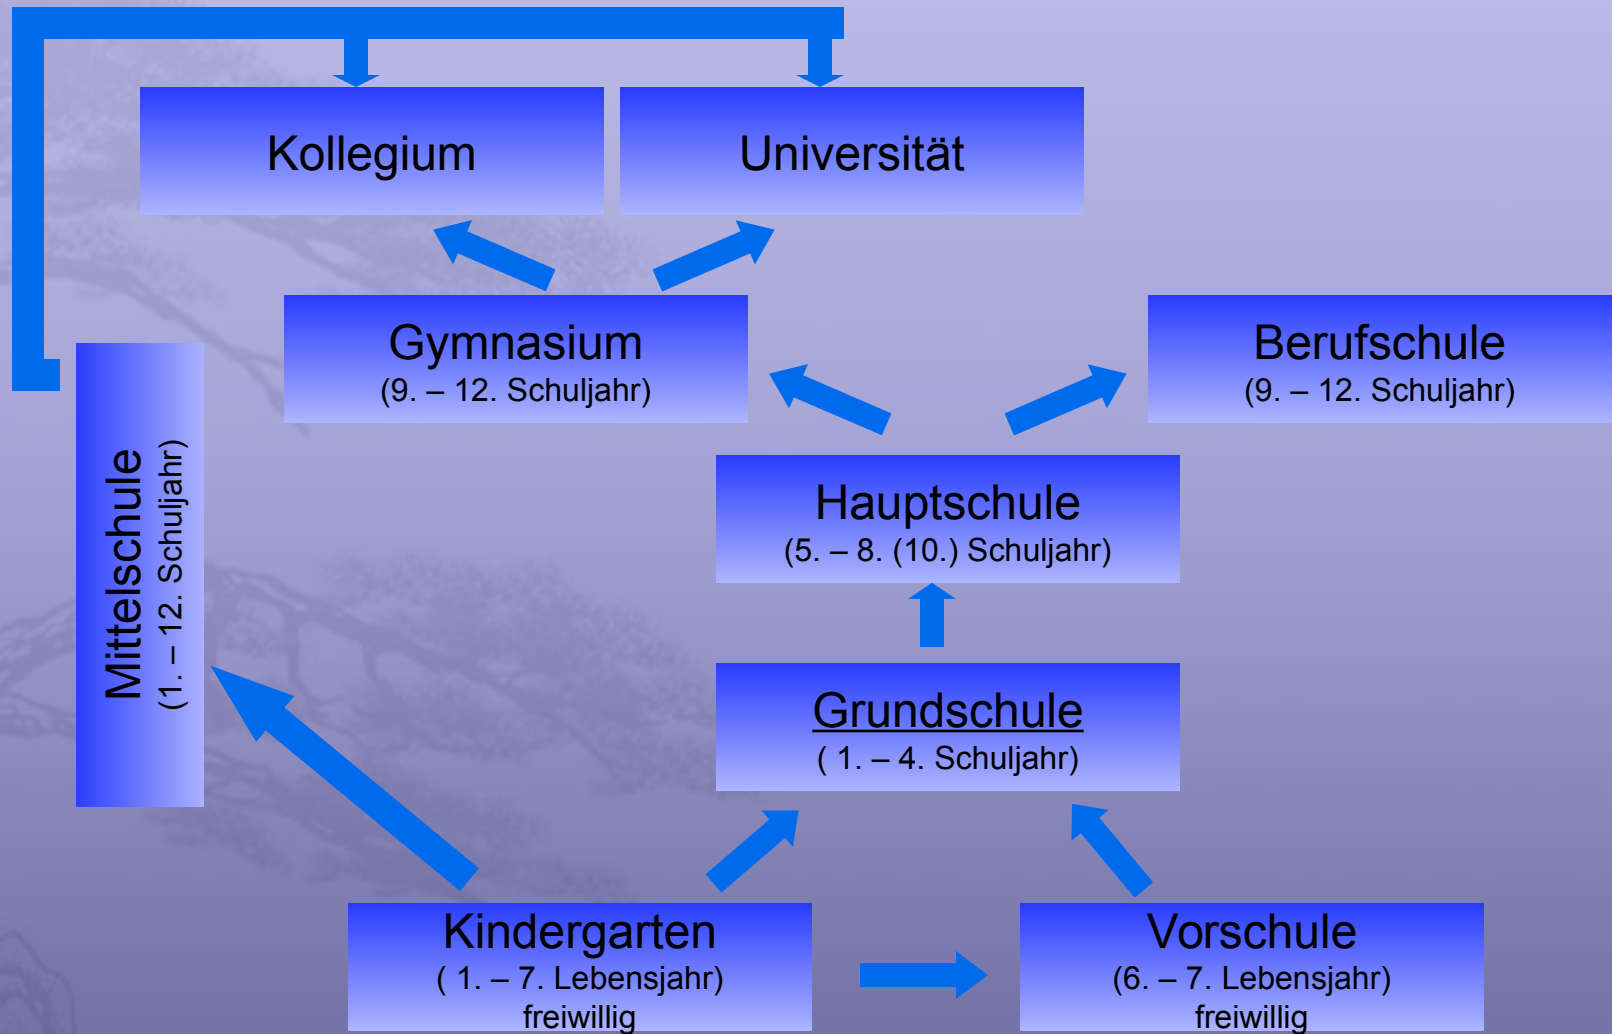 Kollegium
Universität
Gymnasium
(9. – 12. Schuljahr)
Berufschule
(9. – 12. Schuljahr)
Mittelschule
(1. – 12. Schuljahr)
Hauptschule
(5. – 8. (10.) Schuljahr)
Grundschule
( 1. – 4. Schuljahr)
Kindergarten
( 1. – 7. Lebensjahr)
freiwillig
Vorschule
(6. – 7. Lebensjahr)
freiwillig